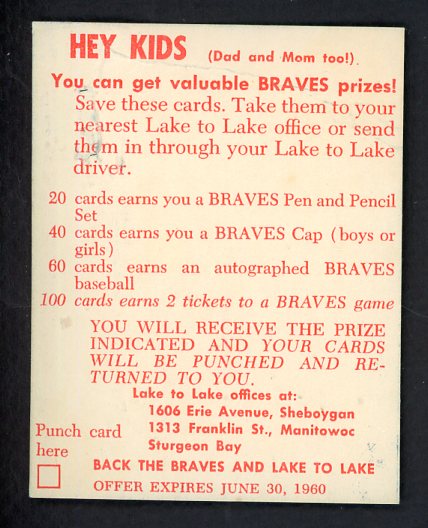 HEY KIDS (Dad and Mom too!).
You can get valuable BRAVES prizes!
Save these cards. Take them to your
nearest Lake to Lake office or send
them in through your Lake to Lake
driver.
20 cards earns you a BRAVES Pen and Pencil
Set
40 cards earns you a BRAVES Cap (boys or
girls)
60 cards earns an autographed BRAVES
baseball
100 cards earns 2 tickets to a BRAVES game
YOU WILL RECEIVE THE PRIZE
INDICATED AND YOUR CARDS
WILL BE PUNCHED AND RE-
TURNED TO YOU.
Lake to Lake offices at:
1606 Erie Avenue, Sheboygan
1313 Franklin St., Manitowoc
Sturgeon Bay
Punch card
here
BACK THE BRAVES AND LAKE TO LAKE
OFFER EXPIRES JUNE 30, 1960